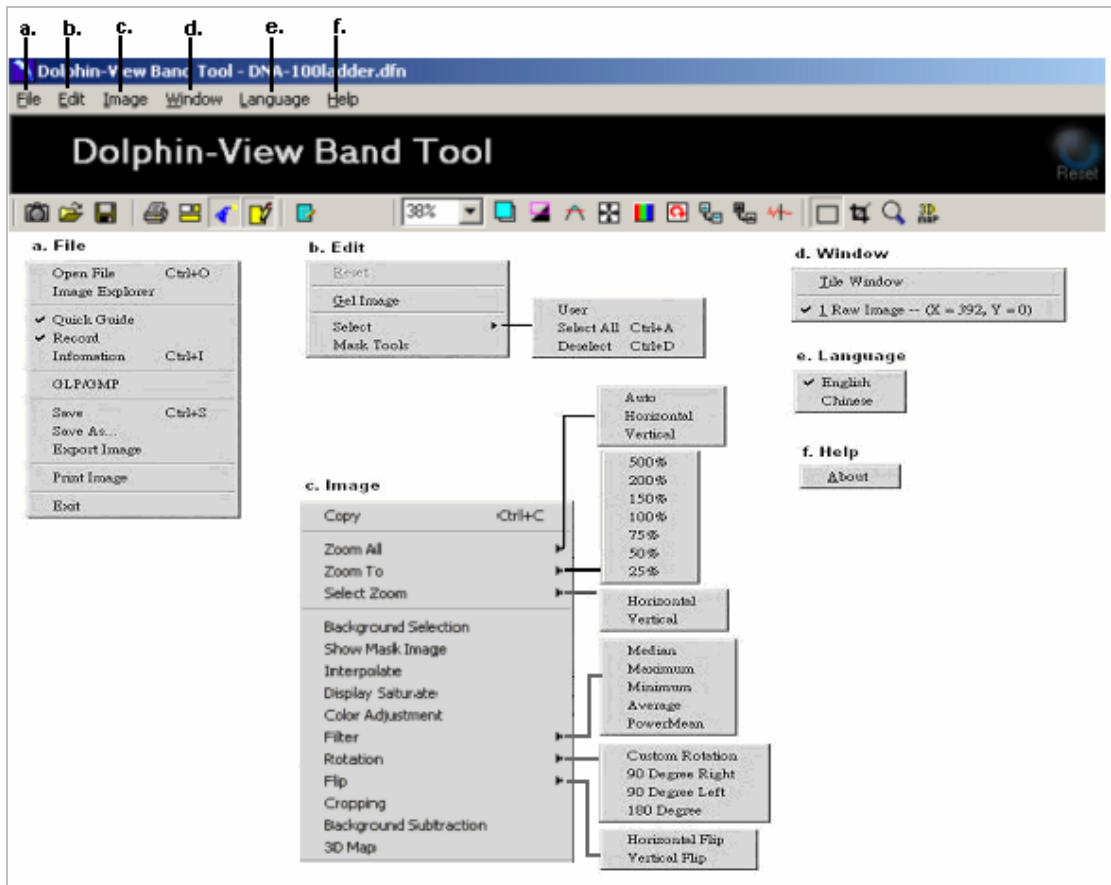 a. b. c. d. e. f.
Dolphin-View Band Tool - DNA-100ladder.dfn
File Edit Image Window Language Help
Dolphin-View Band Tool
Reset
38%
3D
MAP
a. File
Open File Ctrl+O
Image Explorer
Quick Guide
Record
Infomation Ctrl+I
GLP/GMP
Save Ctrl+S
Save As...
Export Image
Print Image
Exit
b. Edit
Reset
Gel Image
Select
Mask Tools
User
Select All Ctrl+A
Deselect Ctrl+D
c. Image
Copy Ctrl+C
Zoom All
Zoom To
Select Zoom
Background Selection
Show Mask Image
Interpolate
Display Saturate
Color Adjustment
Filter
Rotation
Flip
Cropping
Background Subtraction
3D Map
Auto
Horizontal
Vertical
500%
200%
150%
100%
75%
50%
25%
Horizontal
Vertical
Median
Maximum
Minimum
Average
PowerMean
Custom Rotation
90 Degree Right
90 Degree Left
180 Degree
Horizontal Flip
Vertical Flip
d. Window
Tile Window
1 Raw Image -- (X = 392, Y = 0)
e. Language
English
Chinese
f. Help
About